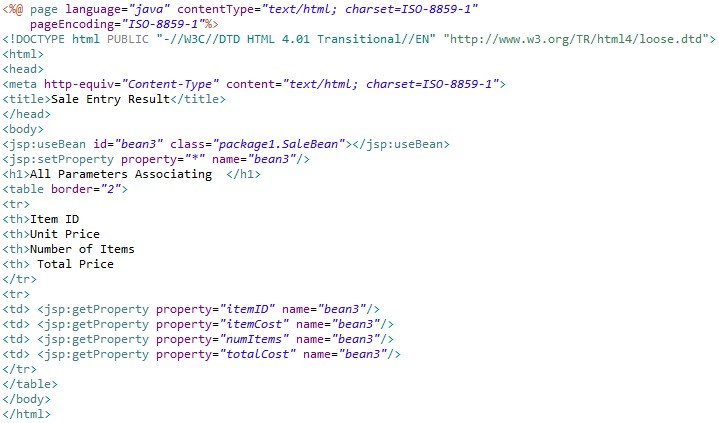 <%@ page language="java" contentType="text/html; charset=ISO-8859-1"
    pageEncoding="ISO-8859-1"%>
<!DOCTYPE html PUBLIC "-//W3C//DTD HTML 4.01 Transitional//EN" "http://www.w3.org/TR/html4/loose.dtd">
<html>
<head>
<meta http-equiv="Content-Type" content="text/html; charset=ISO-8859-1">
<title>Sale Entry Result</title>
</head>
<body>
<jsp:useBean id="bean3" class="package1.SaleBean"></jsp:useBean>
<jsp:setProperty property="*" name="bean3"/>
<h1>All Parameters Associating  </h1>
<table border="2">
<tr>
<th>Item ID
<th>Unit Price
<th>Number of Items
<th> Total Price
</tr>
<tr>
<td> <jsp:getProperty property="itemID" name="bean3"/>
<td> <jsp:getProperty property="itemCost" name="bean3"/>
<td> <jsp:getProperty property="numItems" name="bean3"/>
<td> <jsp:getProperty property="totalCost" name="bean3"/>
</tr>
</table>
</body>
</html>